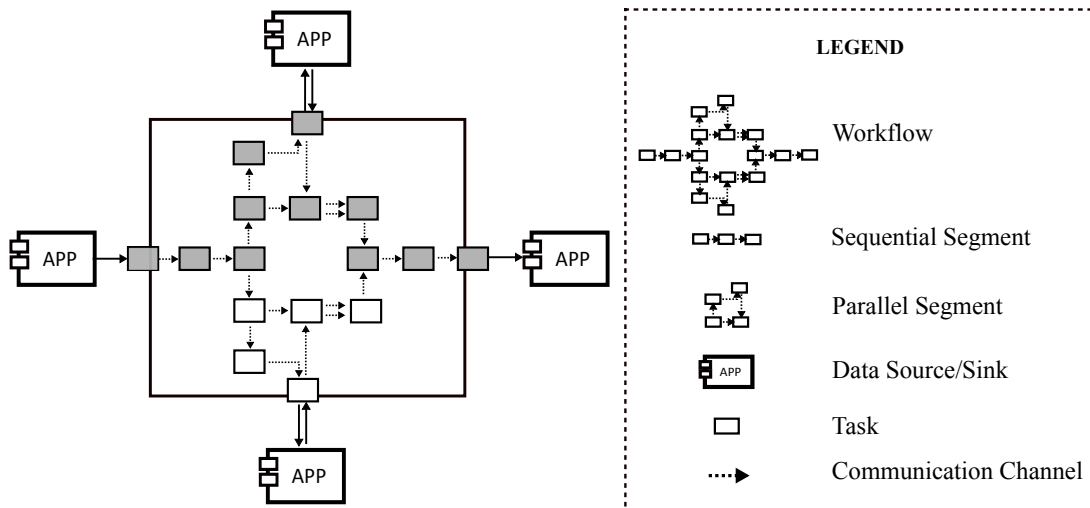 APP
APP
APP
APP
LEGEND
Workflow
Sequential Segment
Parallel Segment
APP
Data Source/Sink
Task
Communication Channel